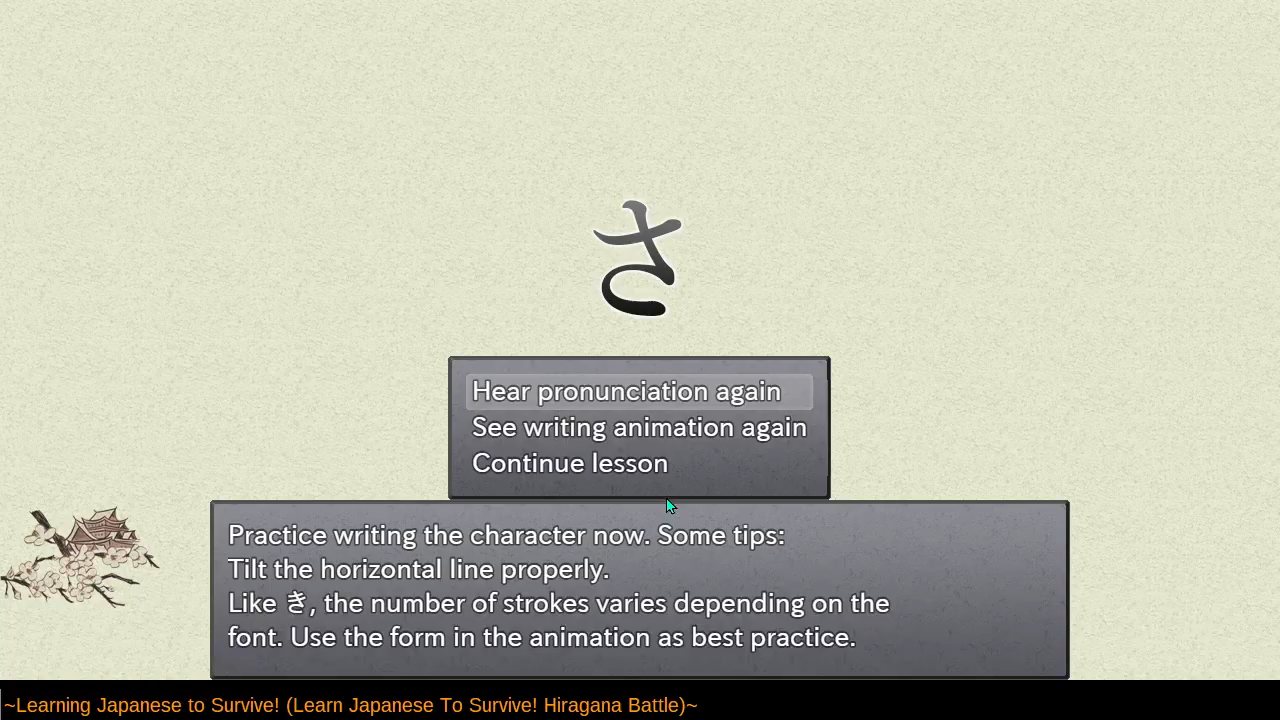 さ
Hear pronunciation again
See writing animation again
Continue lesson
Practice writing the character now. Some tips:
Tilt the horizontal line properly.
Like き, the number of strokes varies depending on the
font. Use the form in the animation as best practice.
~Learning Japanese to Survive! (Learn Japanese To Survive! Hiragana Battle)~